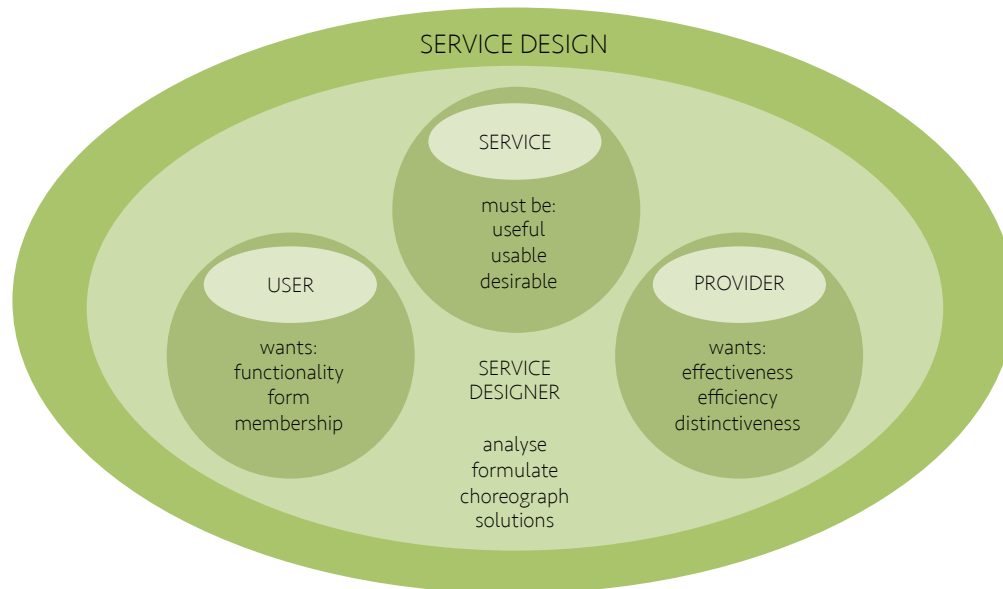 SERVICE DESIGN
SERVICE
must be:
useful
usable
desirable
USER
wants:
functionality
form
membership
PROVIDER
wants:
effectiveness
efficiency
distinctiveness
SERVICE
DESIGNER
analyse
formulate
choreograph
solutions